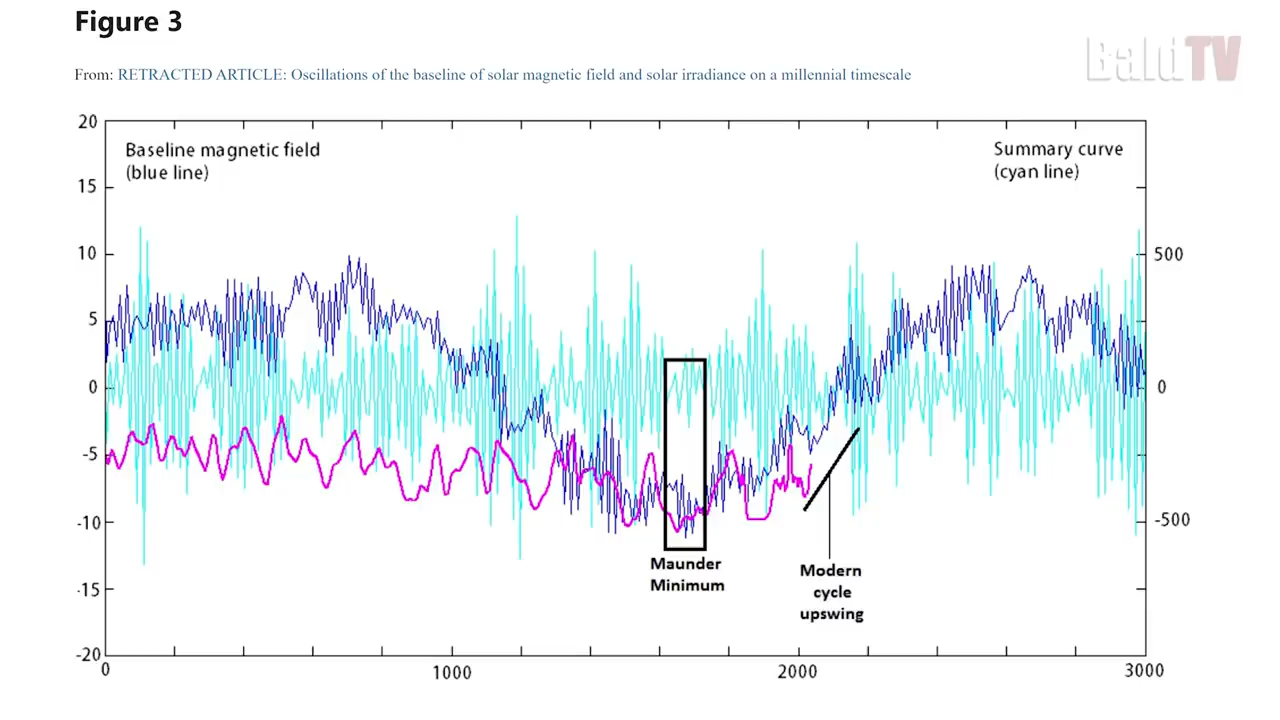 Figure 3
BaldTV
From: RETRACTED ARTICLE: Oscillations of the baseline of solar magnetic field and solar irradiance on a millennial timescale
20
Baseline magnetic field
(blue line)
Summary curve
(cyan line)
15
10
500
5
0
0
-5
-10
-500
Maunder
Minimum
Modern
cycle
upswing
-15
-20
0
1000
2000
3000